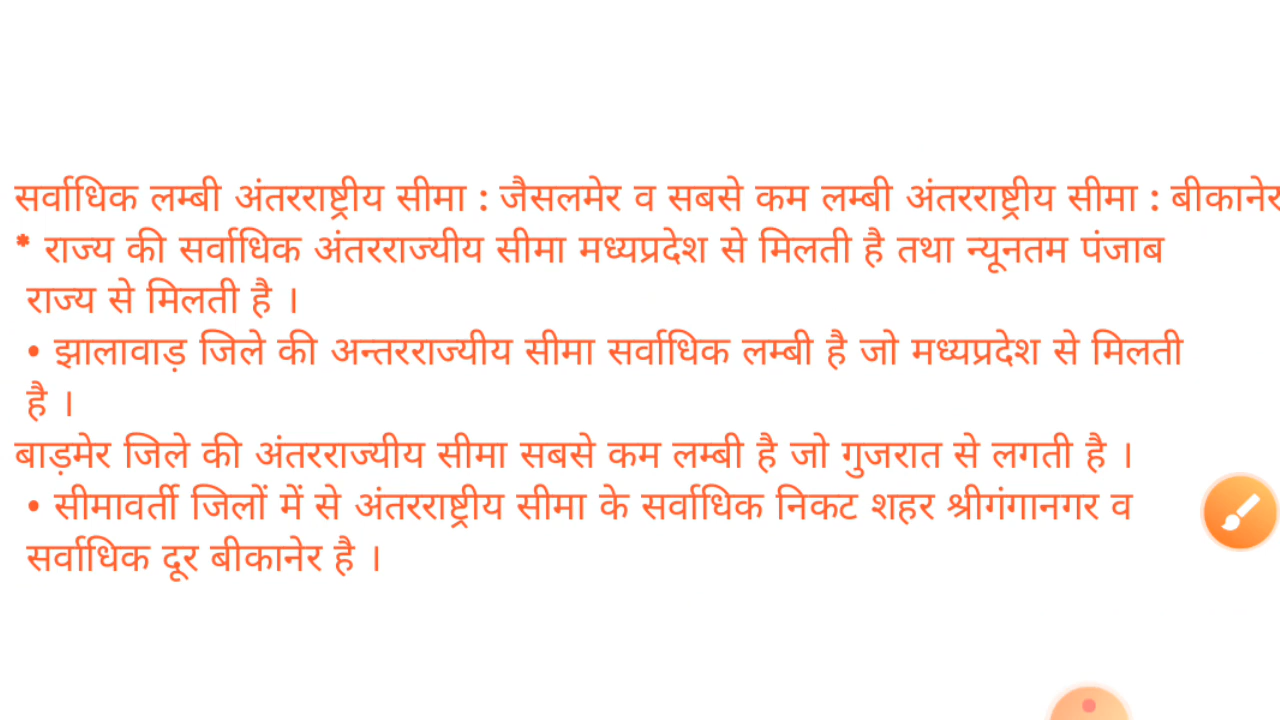 सर्वाधिक लम्बी अंतरराष्ट्रीय सीमा : जैसलमेर व सबसे कम लम्बी अंतरराष्ट्रीय सीमा : बीकानेर
* राज्य की सर्वाधिक अंतरराज्यीय सीमा मध्यप्रदेश से मिलती है तथा न्यूनतम पंजाब
राज्य से मिलती है ।
• झालावाड़ जिले की अन्तरराज्यीय सीमा सर्वाधिक लम्बी है जो मध्यप्रदेश से मिलती
है ।
बाड़मेर जिले की अंतरराज्यीय सीमा सबसे कम लम्बी है जो गुजरात से लगती है ।
• सीमावर्ती जिलों में से अंतरराष्ट्रीय सीमा के सर्वाधिक निकट शहर श्रीगंगानगर व
सर्वाधिक दूर बीकानेर है ।